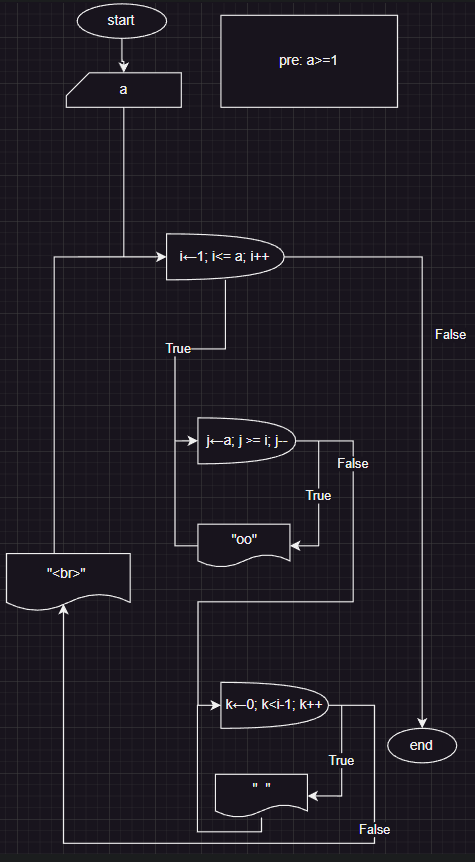 start
pre: a>=1
a
i←1; i<= a; i++
False
True
j←a; j >= i; j--
False
True
"oo"
"<br>"
k←0; k<i-1; k++
end
True
"  "
False